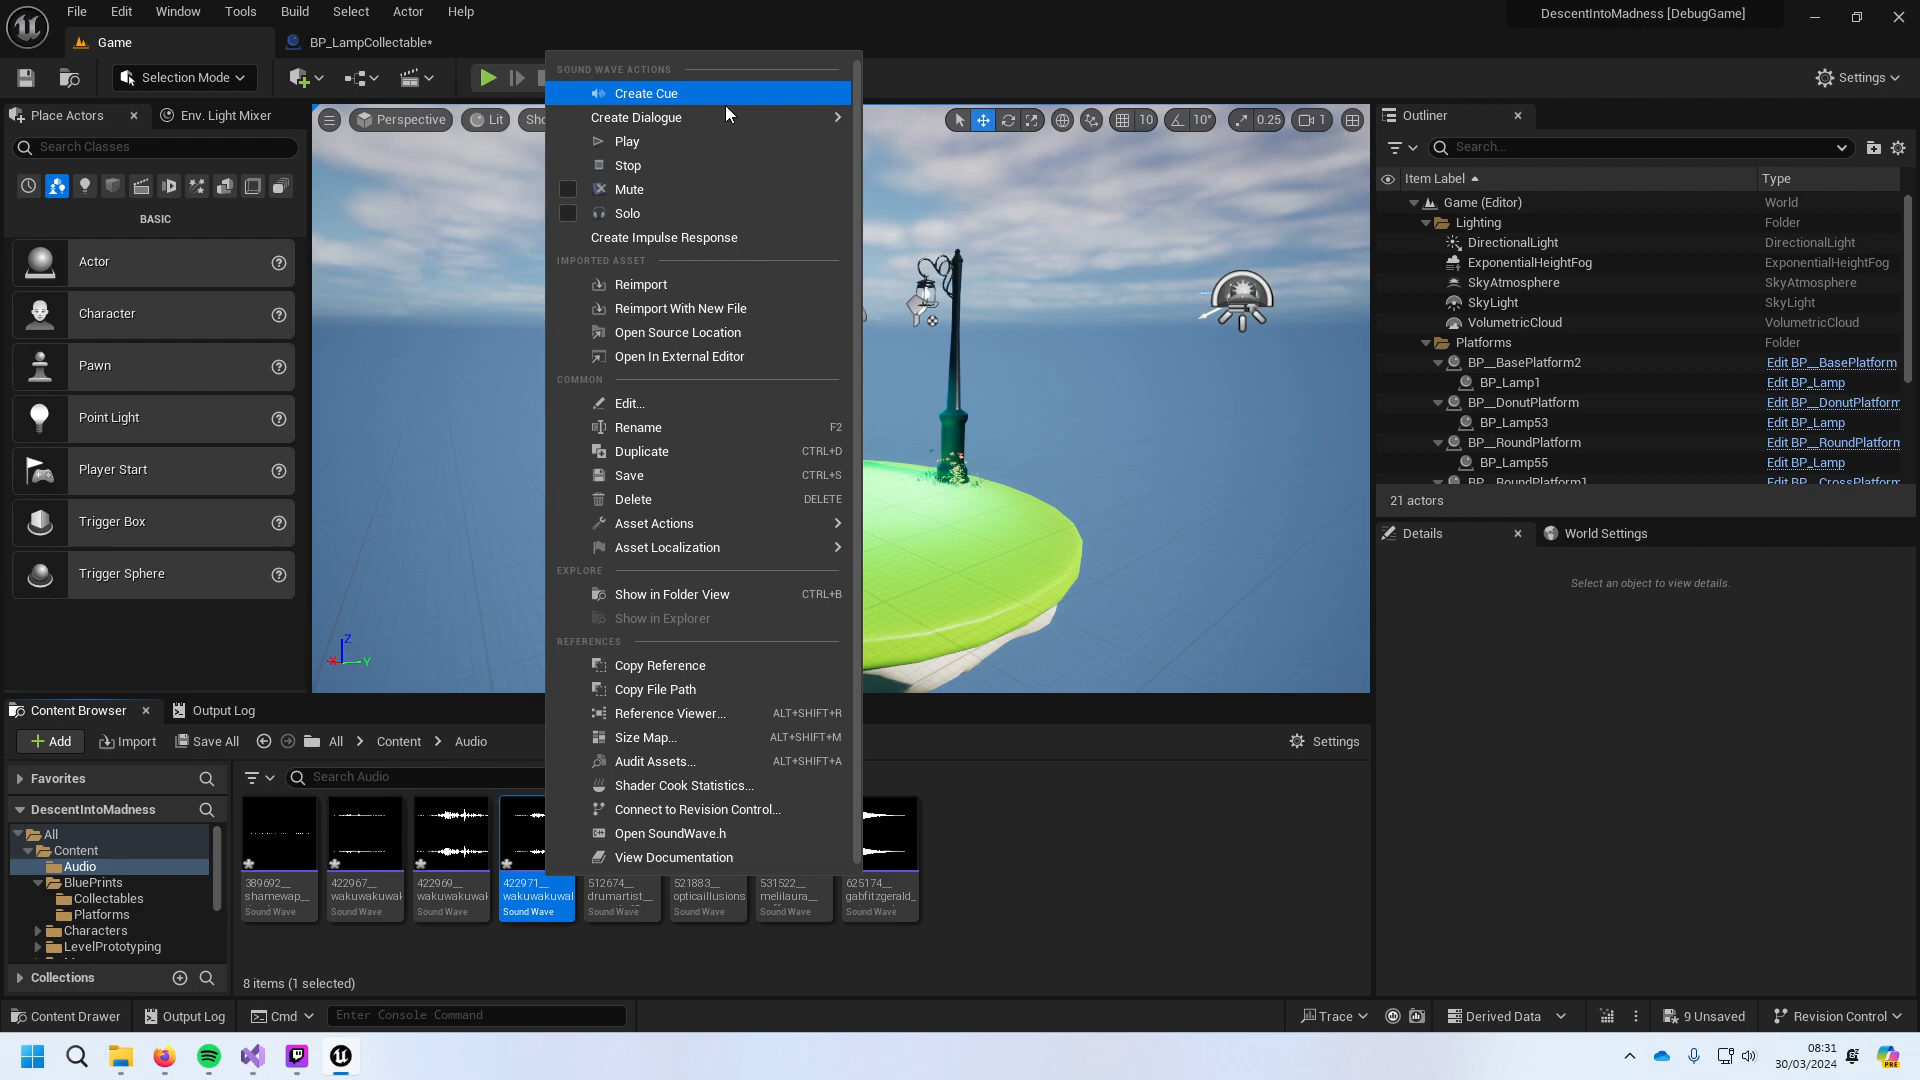 File Edit Window Tools Build Select Actor Help
DescentIntoMadness [DebugGame]
Game
BP_LampCollectable*
Selection Mode
Settings
SOUND WAVE ACTIONS
Create Cue
Create Dialogue
Play
Stop
Mute
Solo
Create Impulse Response
IMPORTED ASSET
Reimport
Reimport With New File
Open Source Location
Open In External Editor
COMMON
Edit...
Rename F2
Duplicate CTRL+D
Save CTRL+S
Delete DELETE
Asset Actions
Asset Localization
EXPLORE
Show in Folder View CTRL+B
Show in Explorer
REFERENCES
Copy Reference
Copy File Path
Reference Viewer... ALT+SHIFT+R
Size Map... ALT+SHIFT+M
Audit Assets... ALT+SHIFT+A
Shader Cook Statistics...
Connect to Revision Control...
Open SoundWave.h
View Documentation
Place Actors
Env. Light Mixer
Search Classes
BASIC
Actor
Character
Pawn
Point Light
Player Start
Trigger Box
Trigger Sphere
Perspective
Lit
Sho
10
10°
0.25
1
Z
X
Y
Outliner
Search...
Item Label Type
Game (Editor) World
Lighting Folder
DirectionalLight DirectionalLight
ExponentialHeightFog ExponentialHeightFog
SkyAtmosphere SkyAtmosphere
SkyLight SkyLight
VolumetricCloud VolumetricCloud
Platforms Folder
BP__BasePlatform2 Edit BP__BasePlatform
BP_Lamp1 Edit BP_Lamp
BP__DonutPlatform Edit BP__DonutPlatform
BP_Lamp53 Edit BP_Lamp
BP__RoundPlatform Edit BP__RoundPlatform
BP_Lamp55 Edit BP_Lamp
BP_RoundPlatform1 Edit BP_CrossPlatform
21 actors
Details
World Settings
Select an object to view details.
Content Browser
Output Log
Add
Import
Save All
All
Content
Audio
Settings
Favorites
DescentIntoMadness
All
Content
Audio
BluePrints
Collectables
Platforms
Characters
LevelPrototyping
Collections
Search Audio
389692__
shamewap__
Sound Wave
422967__
wakuwakuwal
Sound Wave
422969__
wakuwakuwal
Sound Wave
422971__
wakuwakuwal
Sound Wave
512674__
drumartist__
Sound Wave
521883__
opticaillusions
Sound Wave
531522__
melilaura__
Sound Wave
625174__
gabfitzgerald_
Sound Wave
8 items (1 selected)
Content Drawer
Output Log
Cmd
Enter Console Command
Trace
Derived Data
9 Unsaved
Revision Control
08:31
30/03/2024
PRE